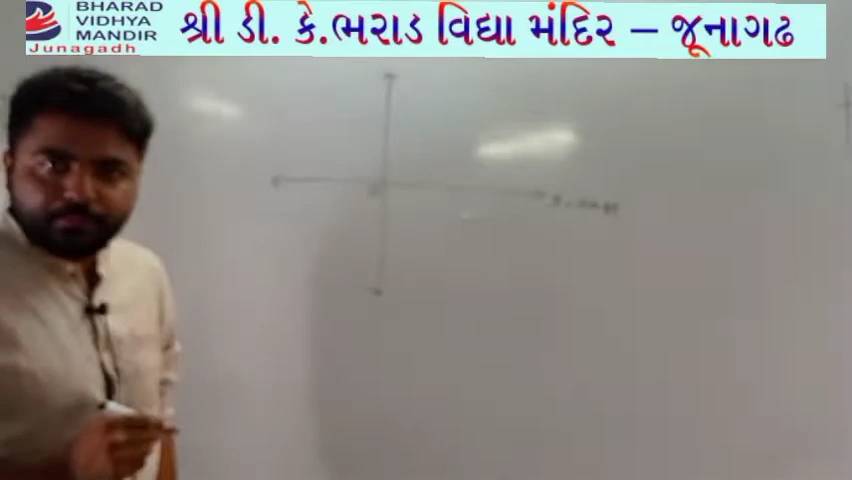 BHARAD
VIDHYA
MANDIR
Junagadh
શ્રી ડી. કે.ભરાડ વિદ્યા મંદિર – જૂનાગઢ